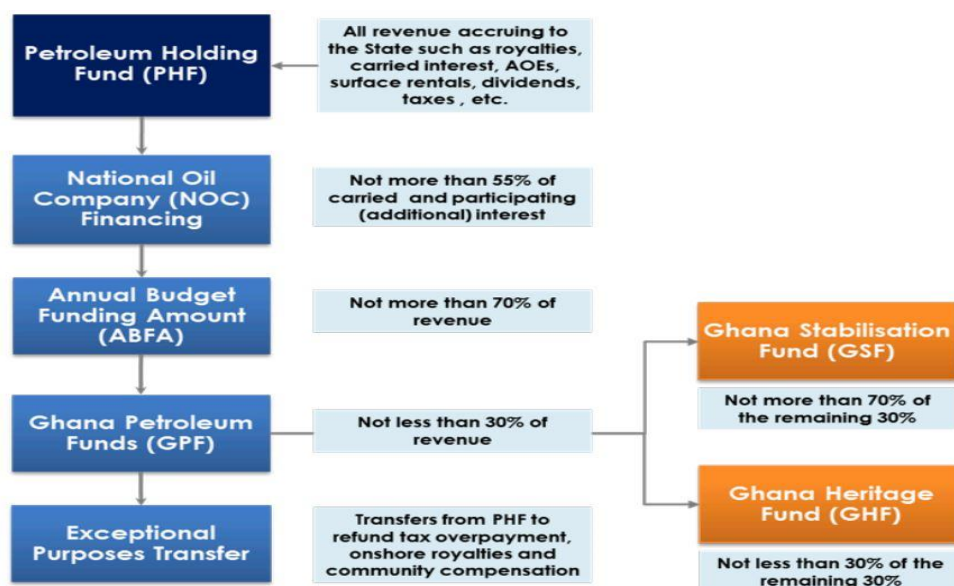 Petroleum Holding
Fund (PHF)
All revenue accruing to
the State such as royalties,
carried interest, AOEs,
surface rentals, dividends,
taxes , etc.
National Oil
Company (NOC)
Financing
Not more than 55% of
carried and participating
(additional) interest
Annual Budget
Funding Amount
(ABFA)
Not more than 70% of
revenue
Ghana Stabilisation
Fund (GSF)
Not more than 70% of
the remaining 30%
Ghana Petroleum
Funds (GPF)
Not less than 30% of
revenue
Ghana Heritage
Fund (GHF)
Not less than 30% of the
remaining 30%
Exceptional
Purposes Transfer
Transfers from PHF to
refund tax overpayment,
onshore royalties and
community compensation